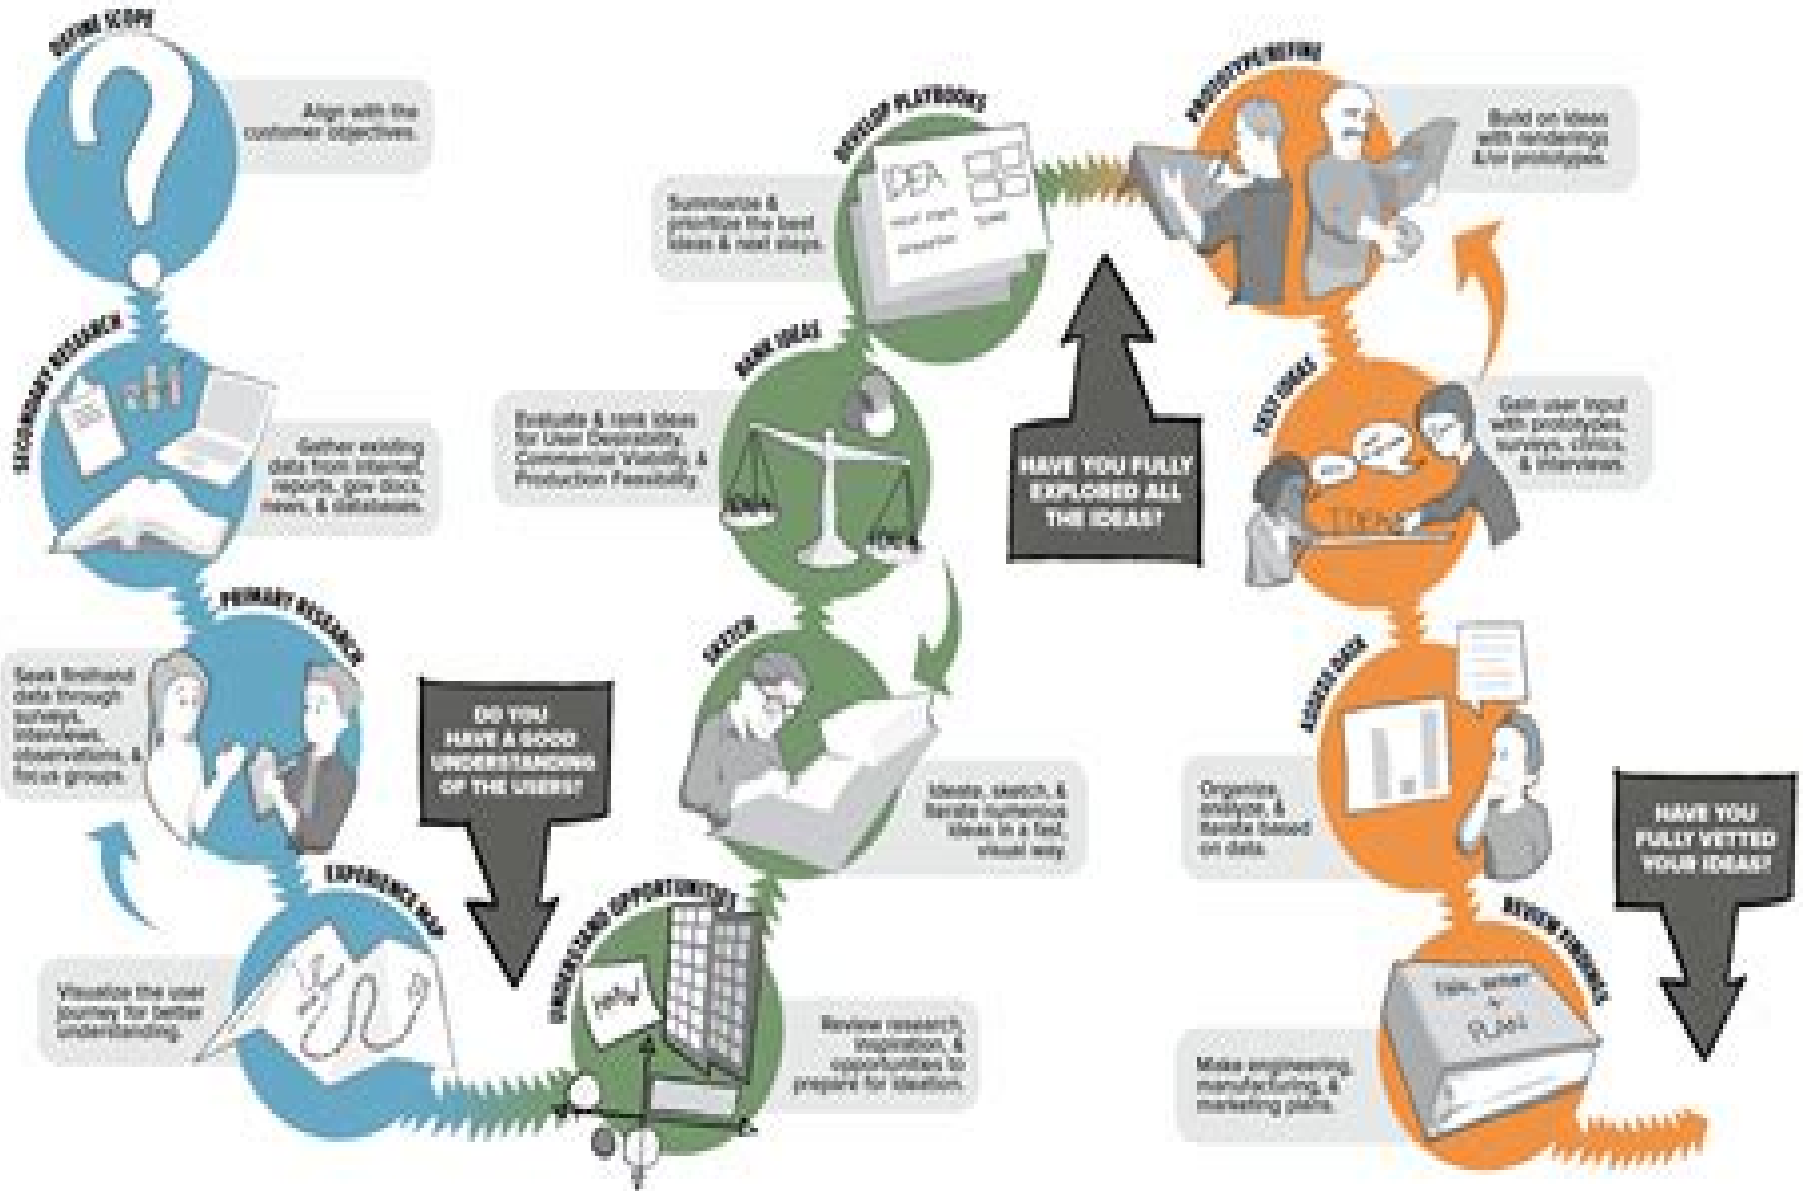 DEFINE SCOPE
Align with the
customer objectives.
SECONDARY RESEARCH
Gather existing
data from internet,
reports, gov docs,
news, & databases.
PRIMARY RESEARCH
Seek firsthand
data through
surveys,
interviews,
observations, &
focus groups.
EXPERIENCE MAP
Visualize the user
journey for better
understanding.
DO YOU
HAVE A GOOD
UNDERSTANDING
OF THE USERS?
UNDERSTAND OPPORTUNITIES
Review research,
inspiration, &
opportunities to
prepare for ideation.
SKETCH
Ideate, sketch, &
iterate numerous
ideas in a fast,
visual way.
RANK IDEAS
Evaluate & rank ideas
for User Desirability,
Commercial Viability, &
Production Feasibility.
IDEA
IDEA
DEVELOP PLAYBOOKS
Summarize &
prioritize the best
ideas & next steps.
IDEA
HAVE YOU FULLY
EXPLORED ALL
THE IDEAS?
PROTOTYPE/REFINE
Build on ideas
with renderings
&/or prototypes.
TEST IDEAS
Gain user input
with prototypes,
surveys, clinics,
& interviews.
IDEA
ASSESS DATA
Organize,
analyze, &
iterate based
on data.
REVIEW FINDINGS
PLANS
Make engineering,
manufacturing, &
marketing plans.
HAVE YOU
FULLY VETTED
YOUR IDEAS?